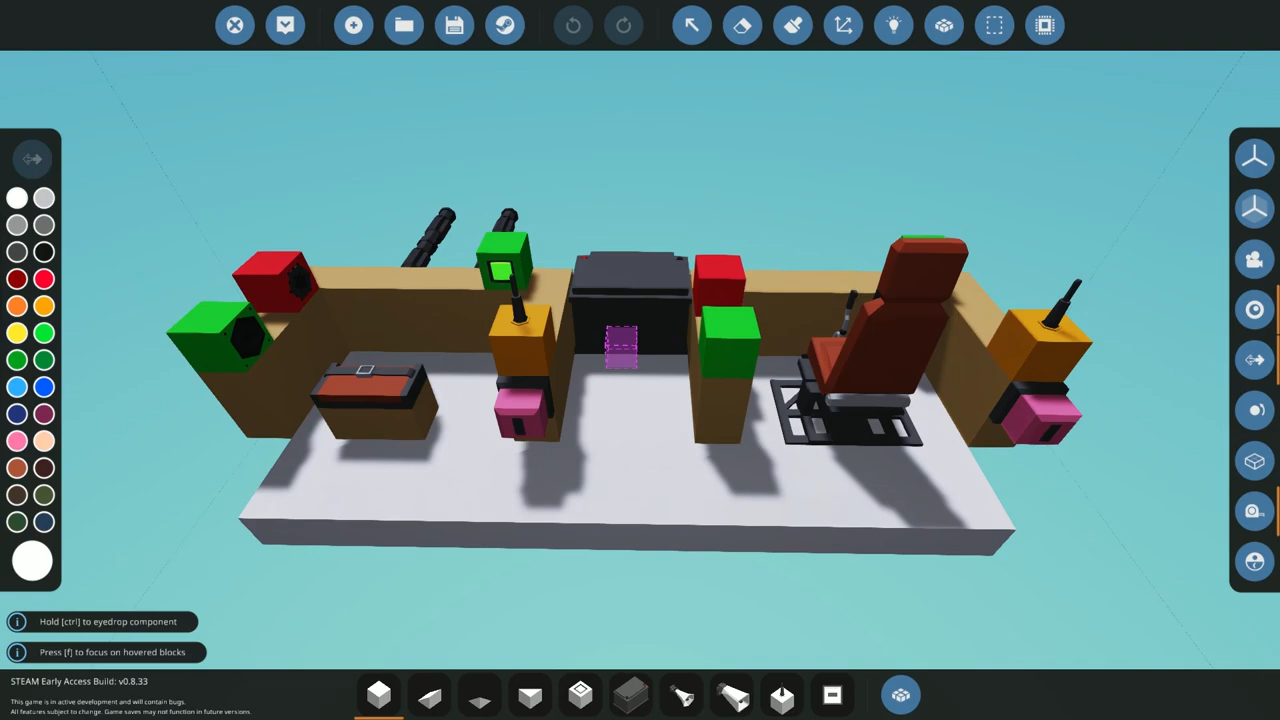 Hold [ctrl] to eyedrop component
Press [f] to focus on hovered blocks
STEAM Early Access Build: v0.8.33
This game is in active development and will contain bugs.
All features subject to change. Game saves may not function in future versions.